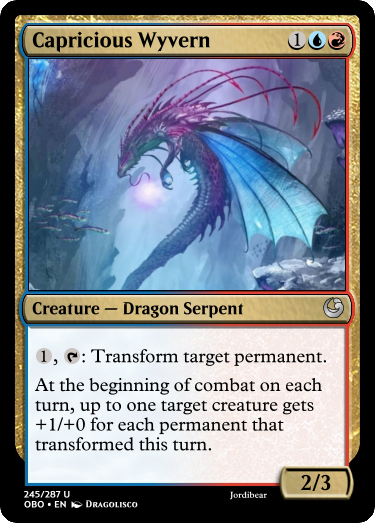 Capricious Wyvern 1
Creature — Dragon Serpent
1, : Transform target permanent.
At the beginning of combat on each
turn, up to one target creature gets
+1/+0 for each permanent that
transformed this turn.
2/3
245/287 U
OBO • EN Dragolisco
Jordibear